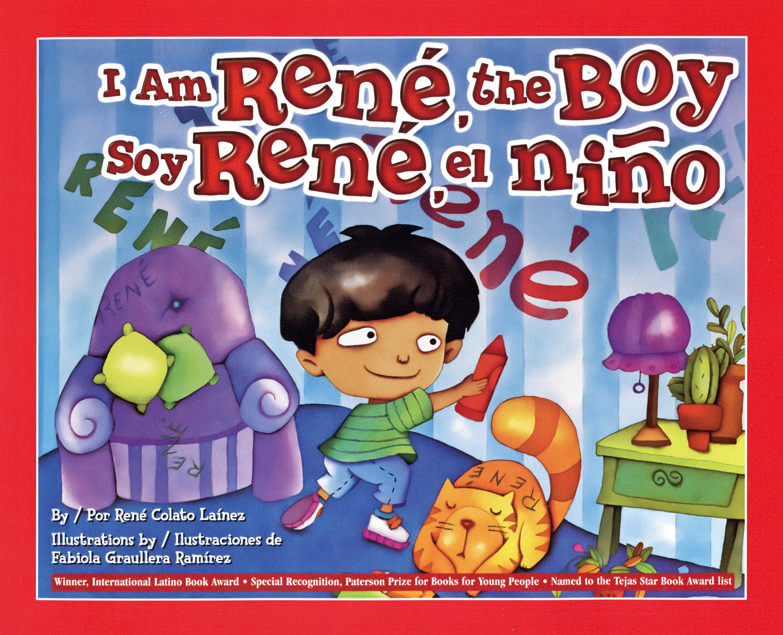 I Am René, the Boy
Soy René, el niño
RENÉ
René
RENÉ
RENÉ
RENÉ
By / Por René Colato Laínez
Illustrations by / Ilustraciones de
Fabiola Graullera Ramírez
Winner, International Latino Book Award • Special Recognition, Paterson Prize for Books for Young People • Named to the Tejas Star Book Award list